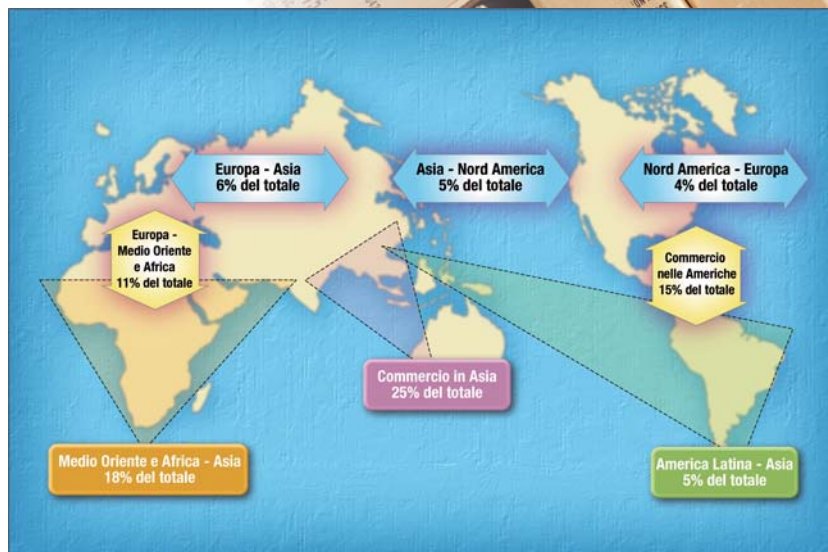 Europa - Asia
6% del totale
Asia - Nord America
5% del totale
Nord America - Europa
4% del totale
Europa -
Medio Oriente
e Africa
11% del totale
Commercio
nelle Americhe
15% del totale
Commercio in Asia
25% del totale
Medio Oriente e Africa - Asia
18% del totale
America Latina - Asia
5% del totale